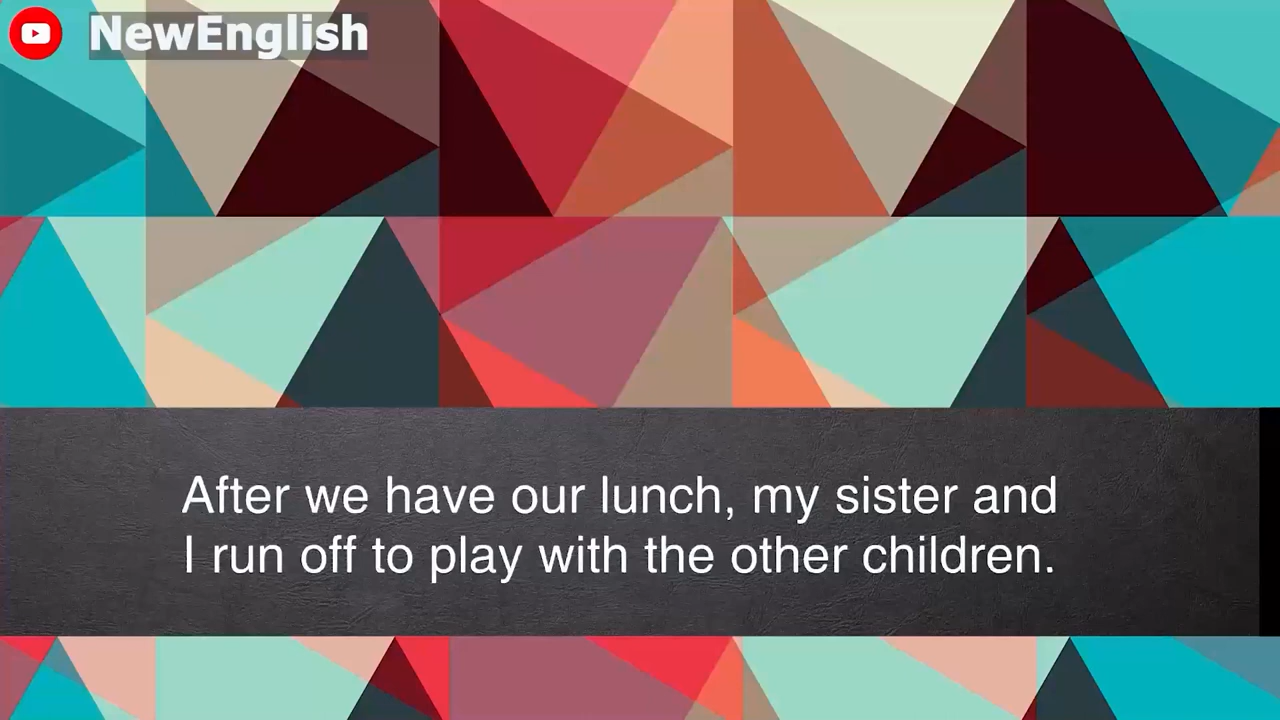 NewEnglish
After we have our lunch, my sister and
I run off to play with the other children.